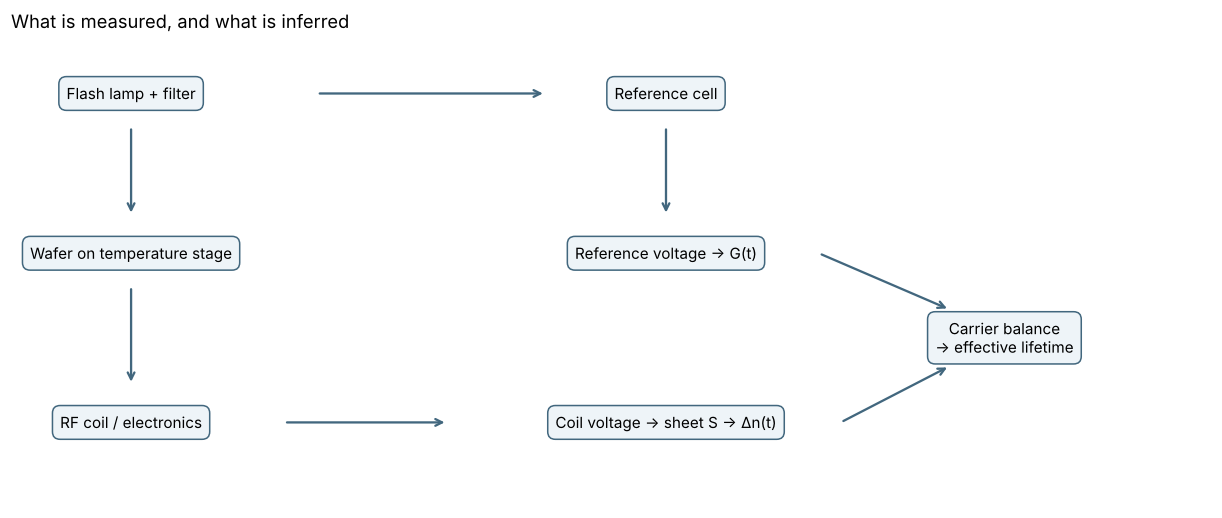 What is measured, and what is inferred
Flash lamp + filter
Reference cell
Wafer on temperature stage
Reference voltage → G(t)
Carrier balance
→ effective lifetime
RF coil / electronics
Coil voltage → sheet S → Δn(t)